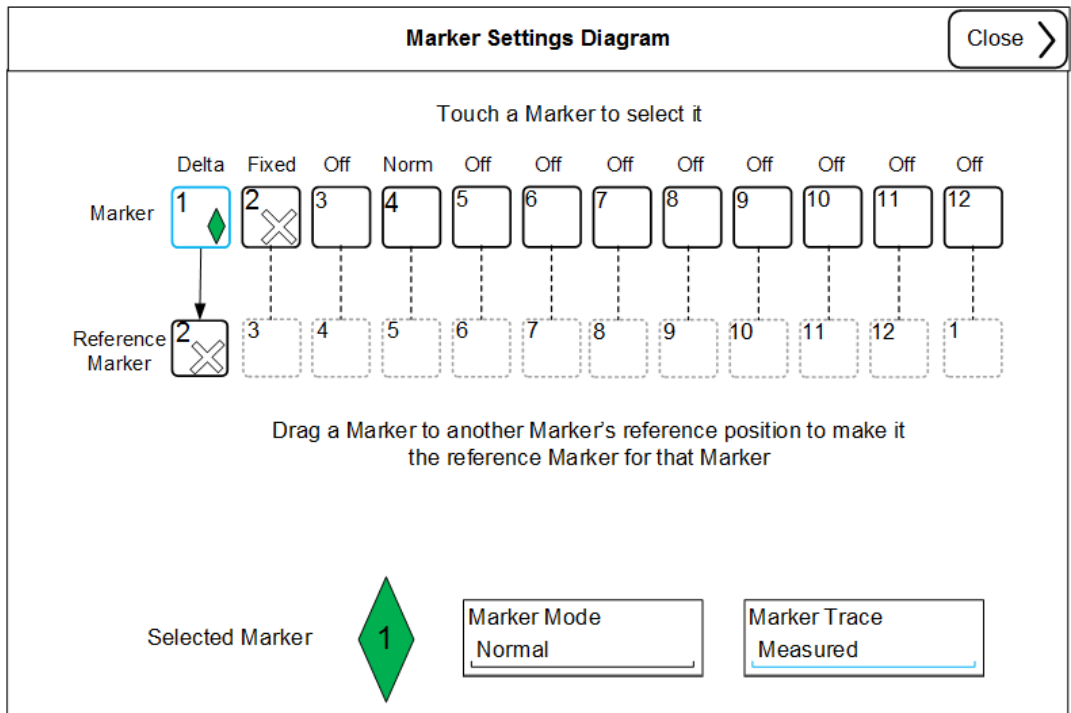 Marker Settings Diagram
Close
Touch a Marker to select it
Delta Fixed Off Norm Off Off Off Off Off Off Off Off
Marker 1 2 3 4 5 6 7 8 9 10 11 12
Reference 2 3 4 5 6 7 8 9 10 11 12 1
Marker
Drag a Marker to another Marker's reference position to make it
the reference Marker for that Marker
Selected Marker 1
Marker Mode
Normal
Marker Trace
Measured